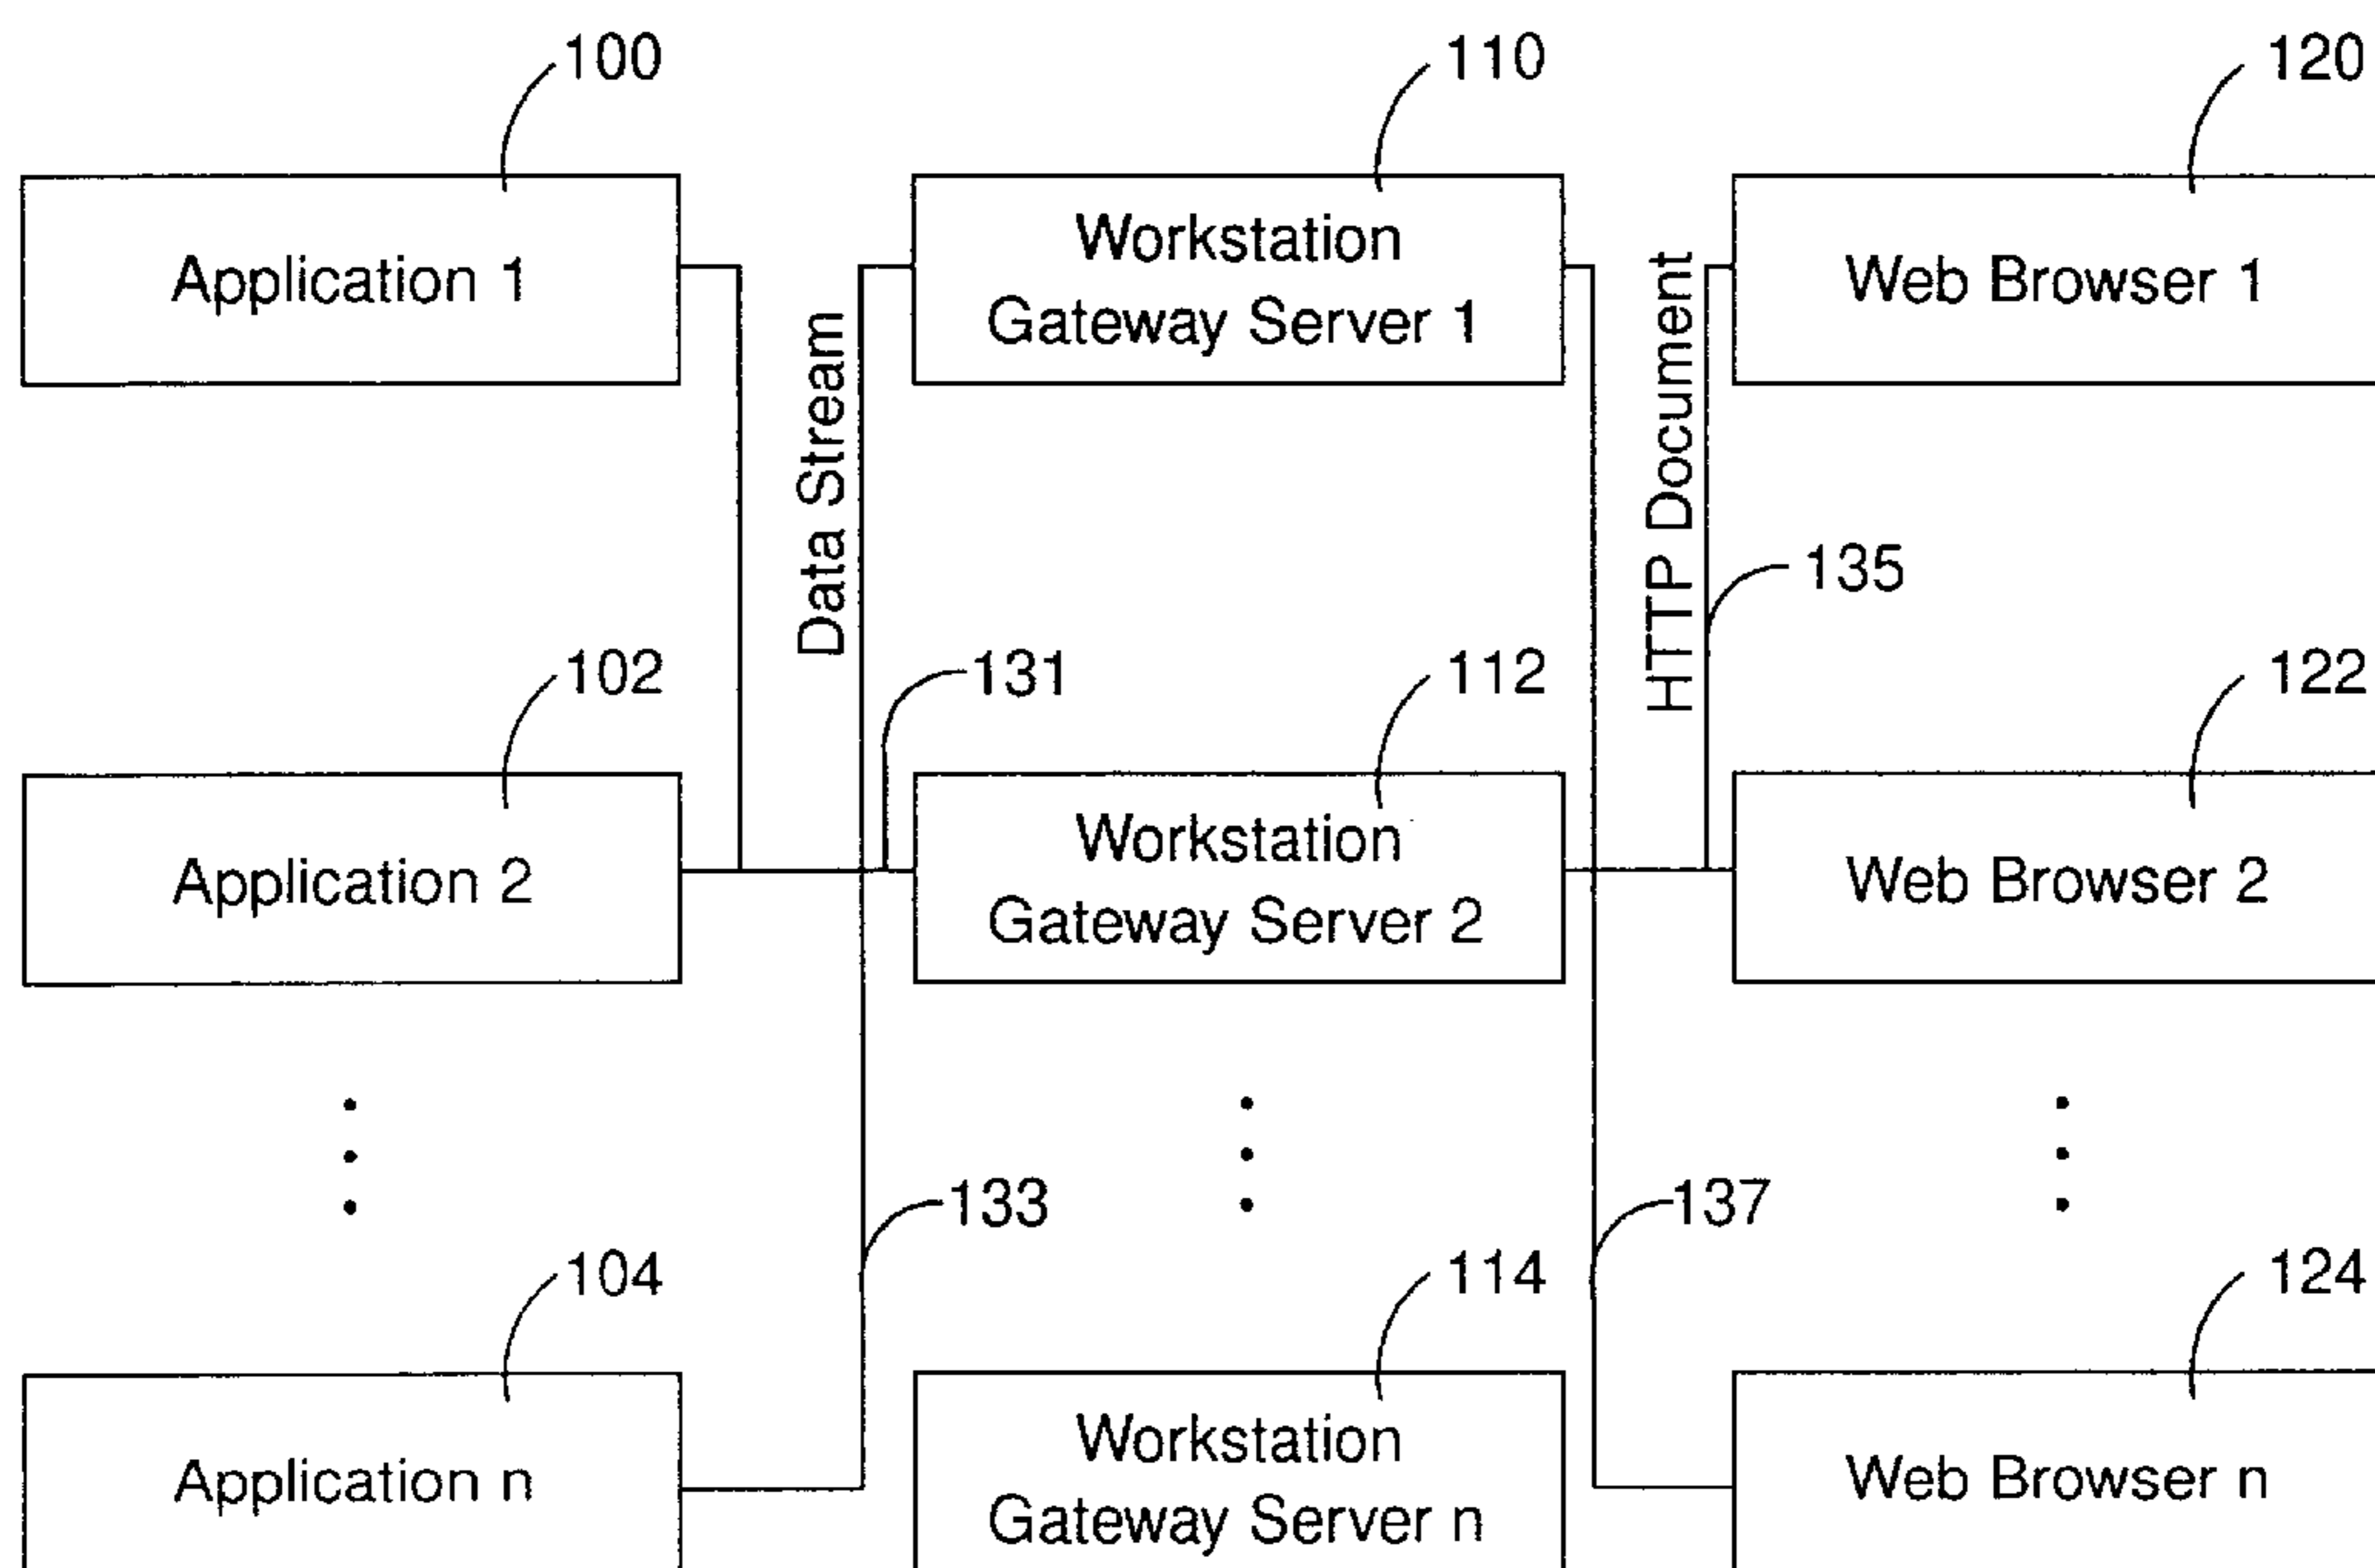 100
110
120
Application 1
Workstation
Gateway Server 1
Web Browser 1
Data Stream
HTTP Document
135
102
131
112
122
Application 2
Workstation
Gateway Server 2
Web Browser 2
133
137
104
114
124
Application n
Workstation
Gateway Server n
Web Browser n